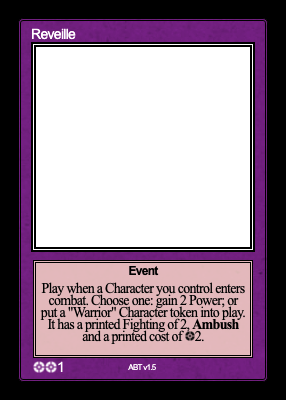 Reveille
Event
Play when a Character you control enters
combat. Choose one: gain 2 Power; or
put a "Warrior" Character token into play.
It has a printed Fighting of 2, Ambush
and a printed cost of 2.
1
ABT v1.5